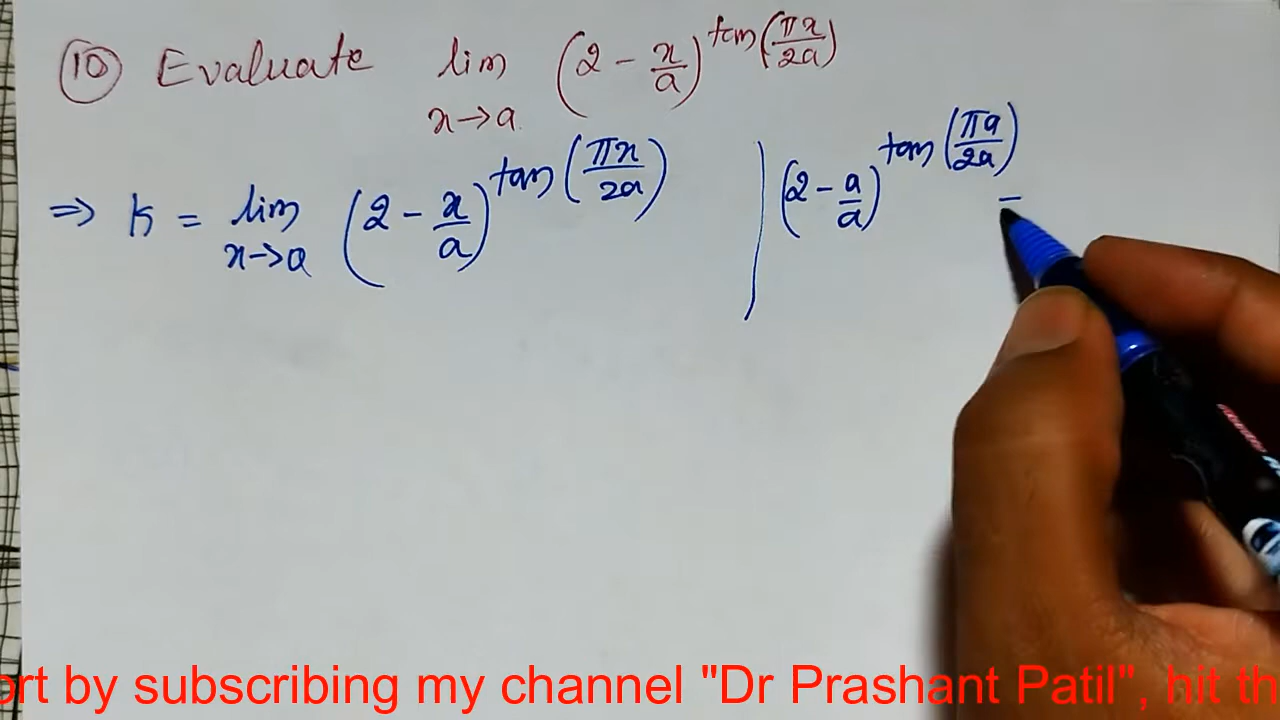 10 Evaluate lim x→a (2 - x/a)^tan(πx/2a)
⇒ K = lim x→a (2 - x/a)^tan(πx/2a) | (2 - a/a)^tan(πa/2a) =
ort by subscribing my channel "Dr Prashant Patil", hit th